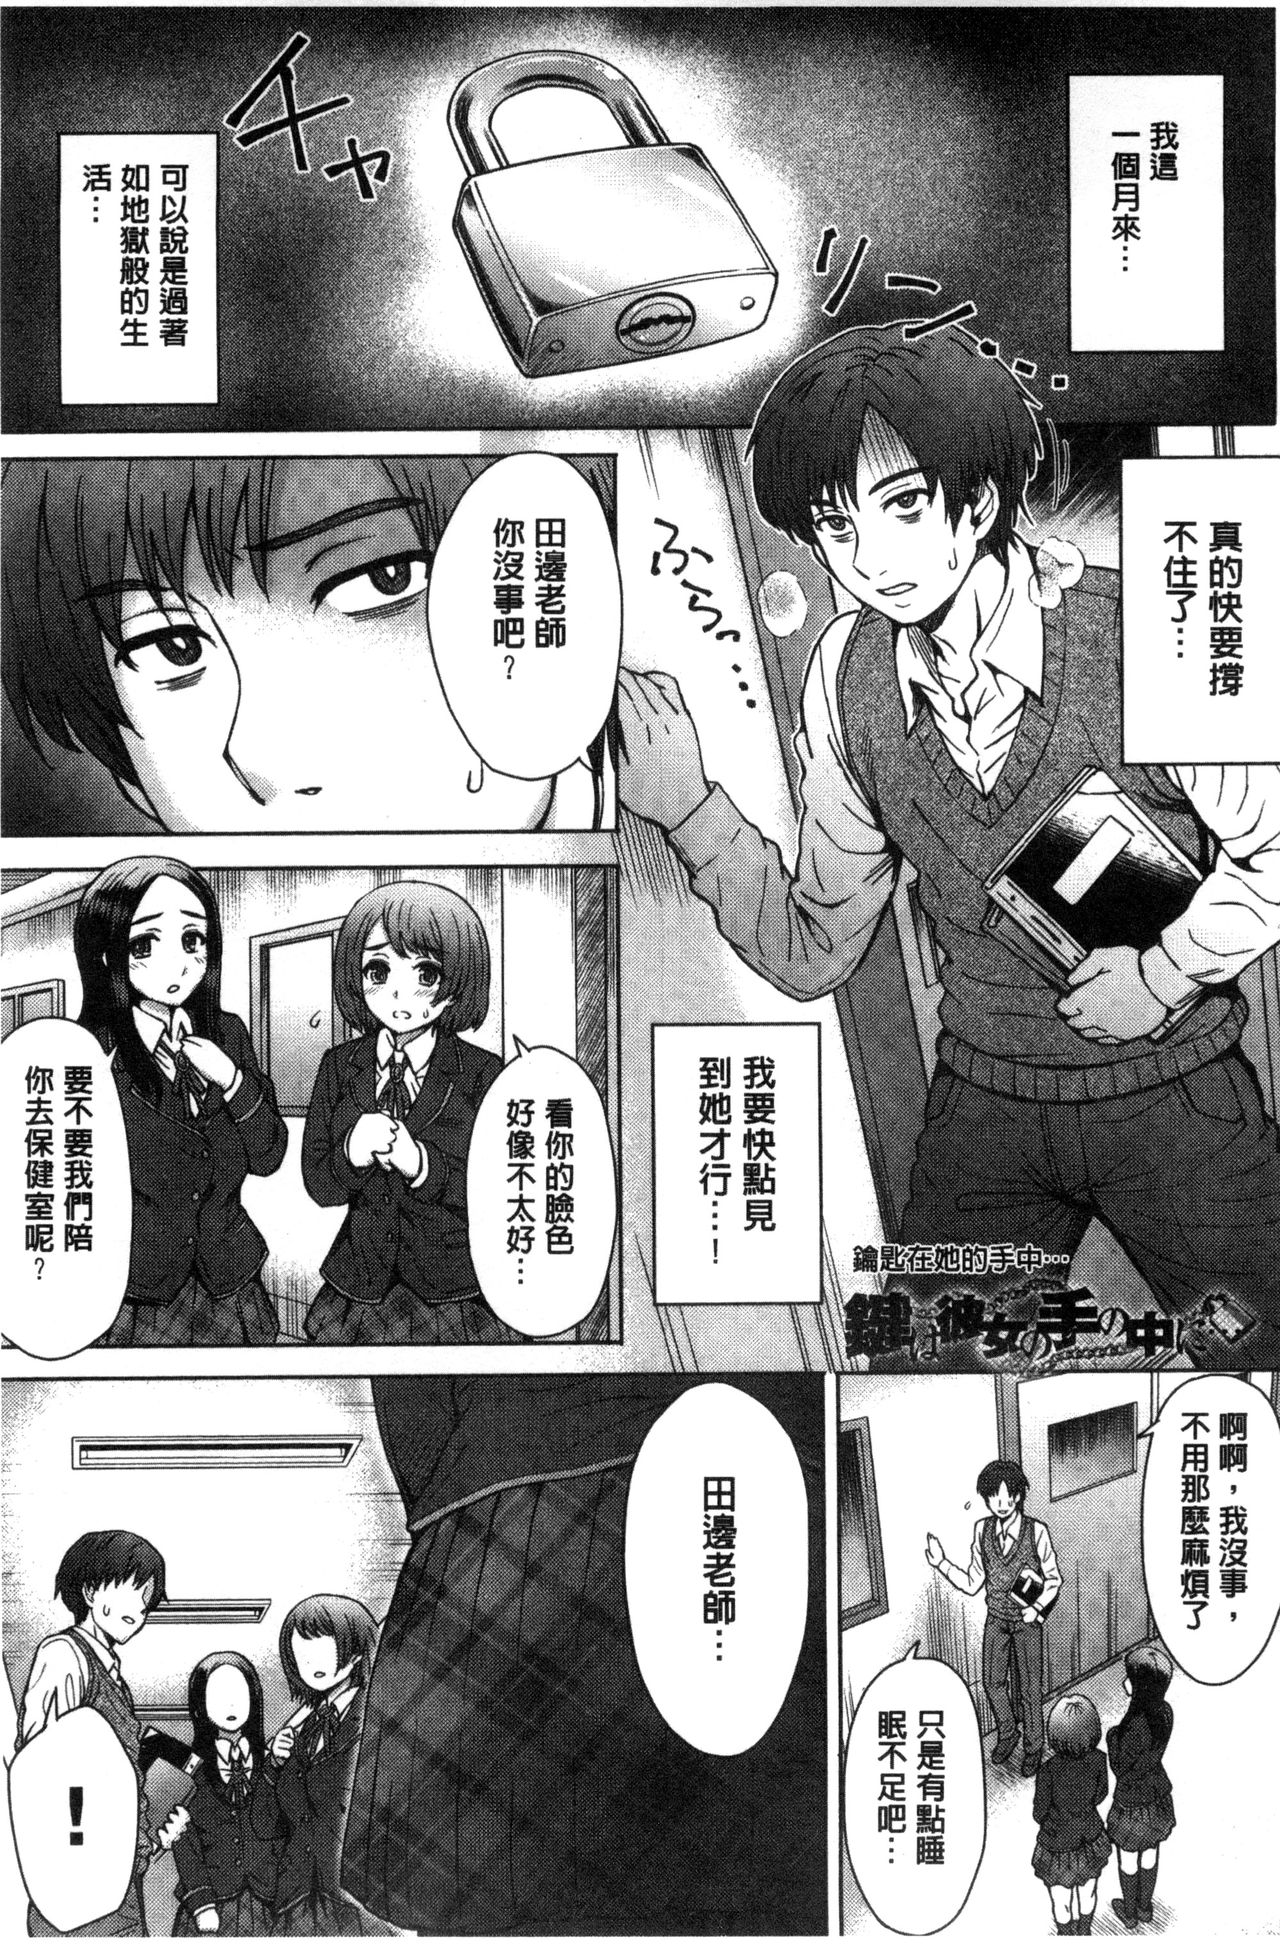 我這
一個月來…
チャ
リン…
可以說是過著
如地獄般的生
活…
真的快要撐
不住了…
ふらっ…
田邊老師
你沒事吧？
我要快點見
到她才行…！
鑰匙在她的手中…
鍵は彼女の手の中に
看你的臉色
好像不太好…
要不要我們陪
你去保健室呢？
啊啊，我沒事，
不用那麼麻煩了
只是有點睡
眠不足吧…
田邊老師…
！